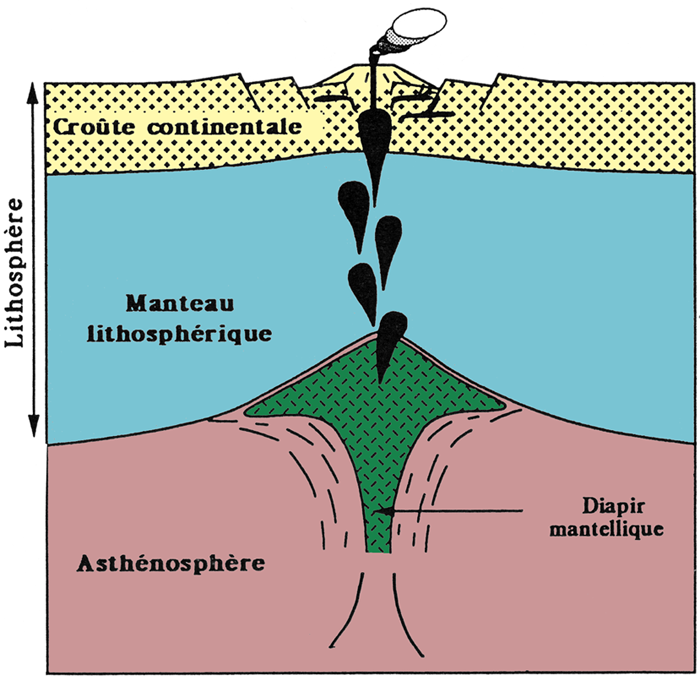 Croûte continentale
Lithosphère
Manteau
lithosphérique
Diapir
mantellique
Asthénosphère